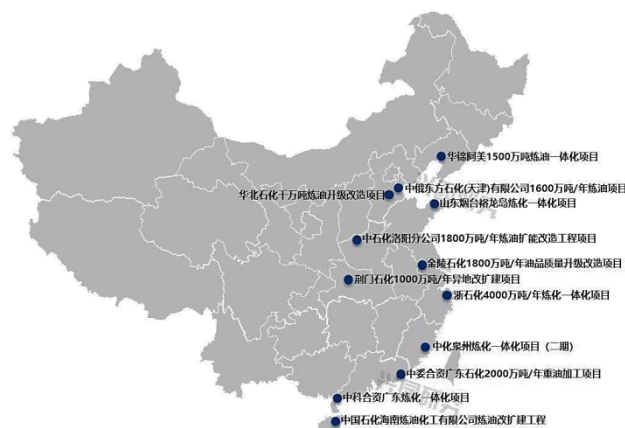 华锦阿美1500万吨炼油一体化项目
中俄东方石化(天津)有限公司1600万吨/年炼油项目
华北石化千万吨炼油升级改造项目
山东烟台裕龙岛炼化一体化项目
中石化洛阳分公司1800万吨/年炼油扩能改造工程项目
金陵石化1800万吨/年油品质量升级改造项目
荆门石化1000万吨/年异地改扩建项目
浙石化4000万吨/年炼化一体化项目
中化泉州炼化一体化项目（二期）
中委合资广东石化2000万吨/年重油加工项目
中科合资广东炼化一体化项目
中国石化海南炼油化工有限公司炼油改扩建工程